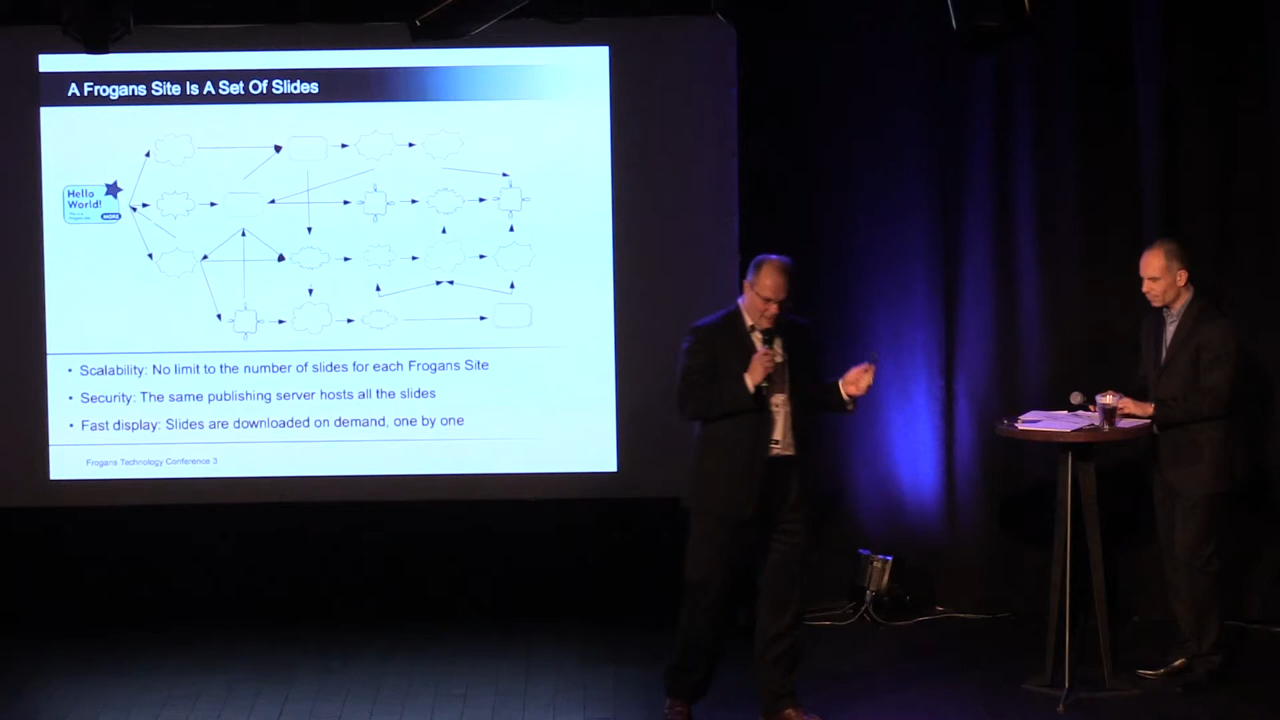 A Frogans Site Is A Set Of Slides
Hello
World!
MORE
• Scalability: No limit to the number of slides for each Frogans Site
• Security: The same publishing server hosts all the slides
• Fast display: Slides are downloaded on demand, one by one
Frogans Technology Conference 3